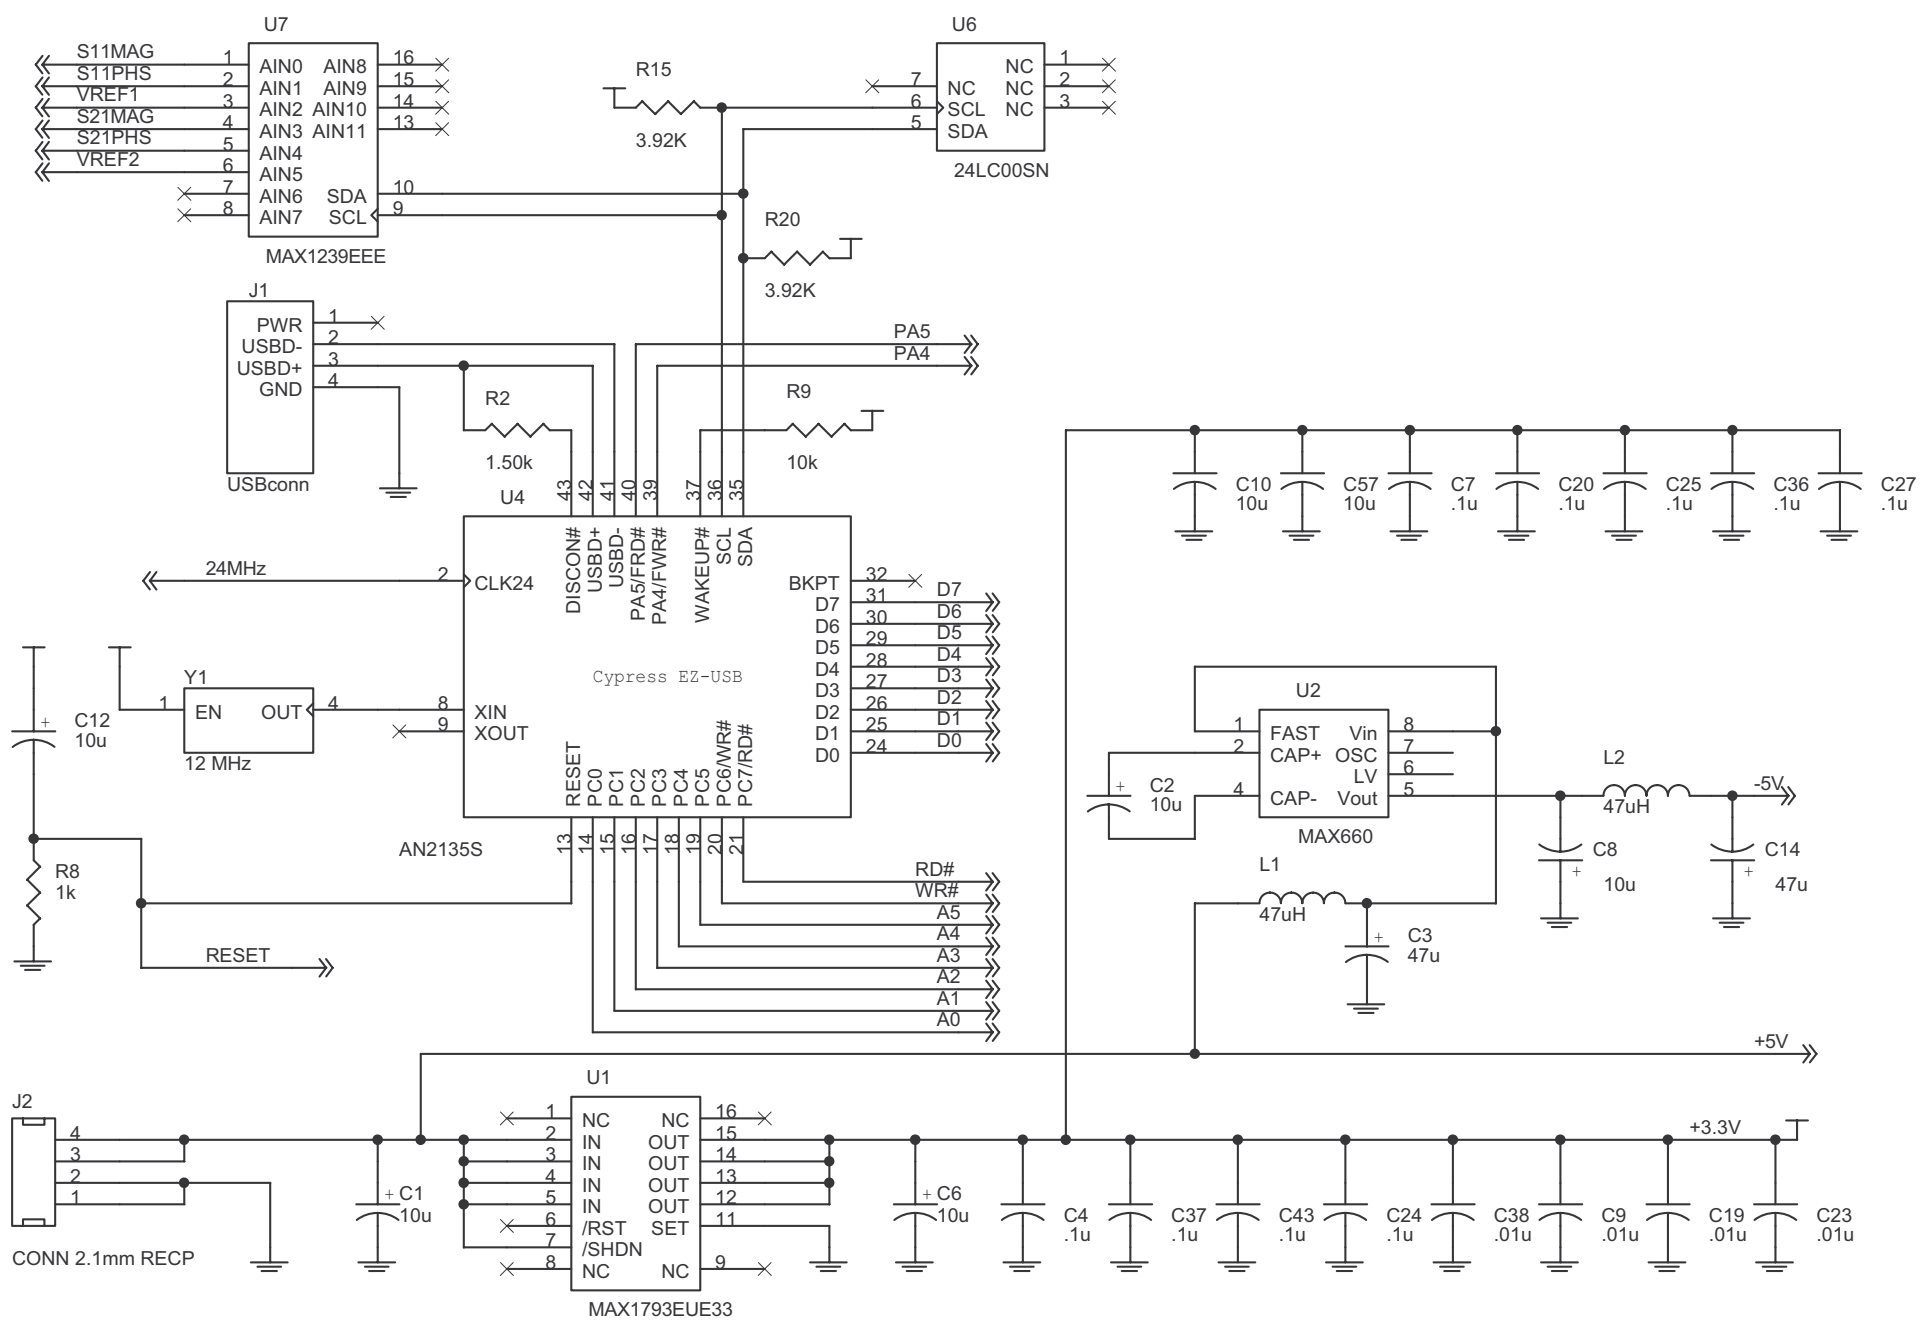 U7
S11MAG 1 AIN0 AIN8 16
S11PHS 2 AIN1 AIN9 15
VREF1 3 AIN2 AIN10 14
S21MAG 4 AIN3 AIN11 13
S21PHS 5 AIN4
VREF2 6 AIN5
7 AIN6 SDA 10
8 AIN7 SCL 9
MAX1239EEE
R15
3.92K
U6
NC 1
7 NC NC 2
6 SCL NC 3
5 SDA
24LC00SN
R20
3.92K
J1
PWR 1
USBD- 2
USBD+ 3
GND 4
USBconn
PA5
PA4
R2
1.50k
R9
10k
U4
43 42 41 40 39 37 36 35
DISCON#
USBD+
USBD-
PA5/FRD#
PA4/FWR#
WAKEUP#
SCL
SDA
24MHz 2 CLK24
BKPT 32
D7 31 D7
D6 30 D6
D5 29 D5
D4 28 D4
D3 27 D3
D2 26 D2
D1 25 D1
D0 24 D0
Cypress EZ-USB
Y1
1 EN OUT 4
12 MHz
8 XIN
9 XOUT
+ C12
10u
RESET
PC0
PC1
PC2
PC3
PC4
PC5
PC6/WR#
PC7/RD#
13 14 15 16 17 18 19 20 21
AN2135S
R8
1k
RESET
RD#
WR#
A5
A4
A3
A2
A1
A0
C10
10u
C57
10u
C7
.1u
C20
.1u
C25
.1u
C36
.1u
C27
.1u
U2
1 FAST Vin 8
2 CAP+ OSC 7
LV 6
4 CAP- Vout 5
MAX660
+ C2
10u
L2
47uH
-5V
C8
+
10u
C14
+
47u
L1
47uH
+ C3
47u
+5V
J2
4
3
2
1
CONN 2.1mm RECP
+ C1
10u
U1
1 NC NC 16
2 IN OUT 15
3 IN OUT 14
4 IN OUT 13
5 IN OUT 12
6 /RST SET 11
7 /SHDN
8 NC NC 9
MAX1793EUE33
+3.3V
+ C6
10u
C4
.1u
C37
.1u
C43
.1u
C24
.1u
C38
.01u
C9
.01u
C19
.01u
C23
.01u